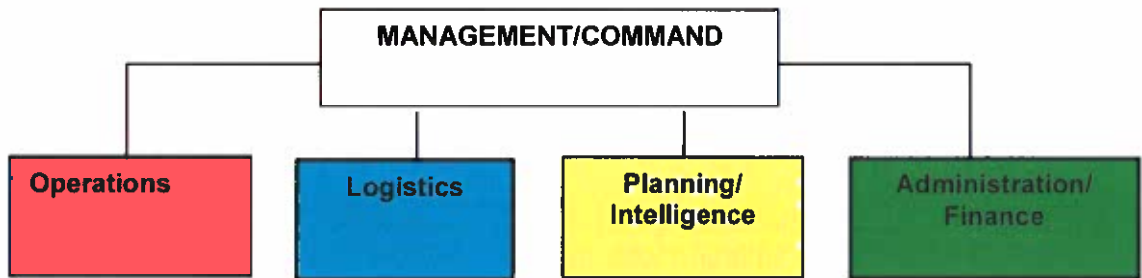 MANAGEMENT/COMMAND
Operations
Logistics
Planning/
Intelligence
Administration/
Finance